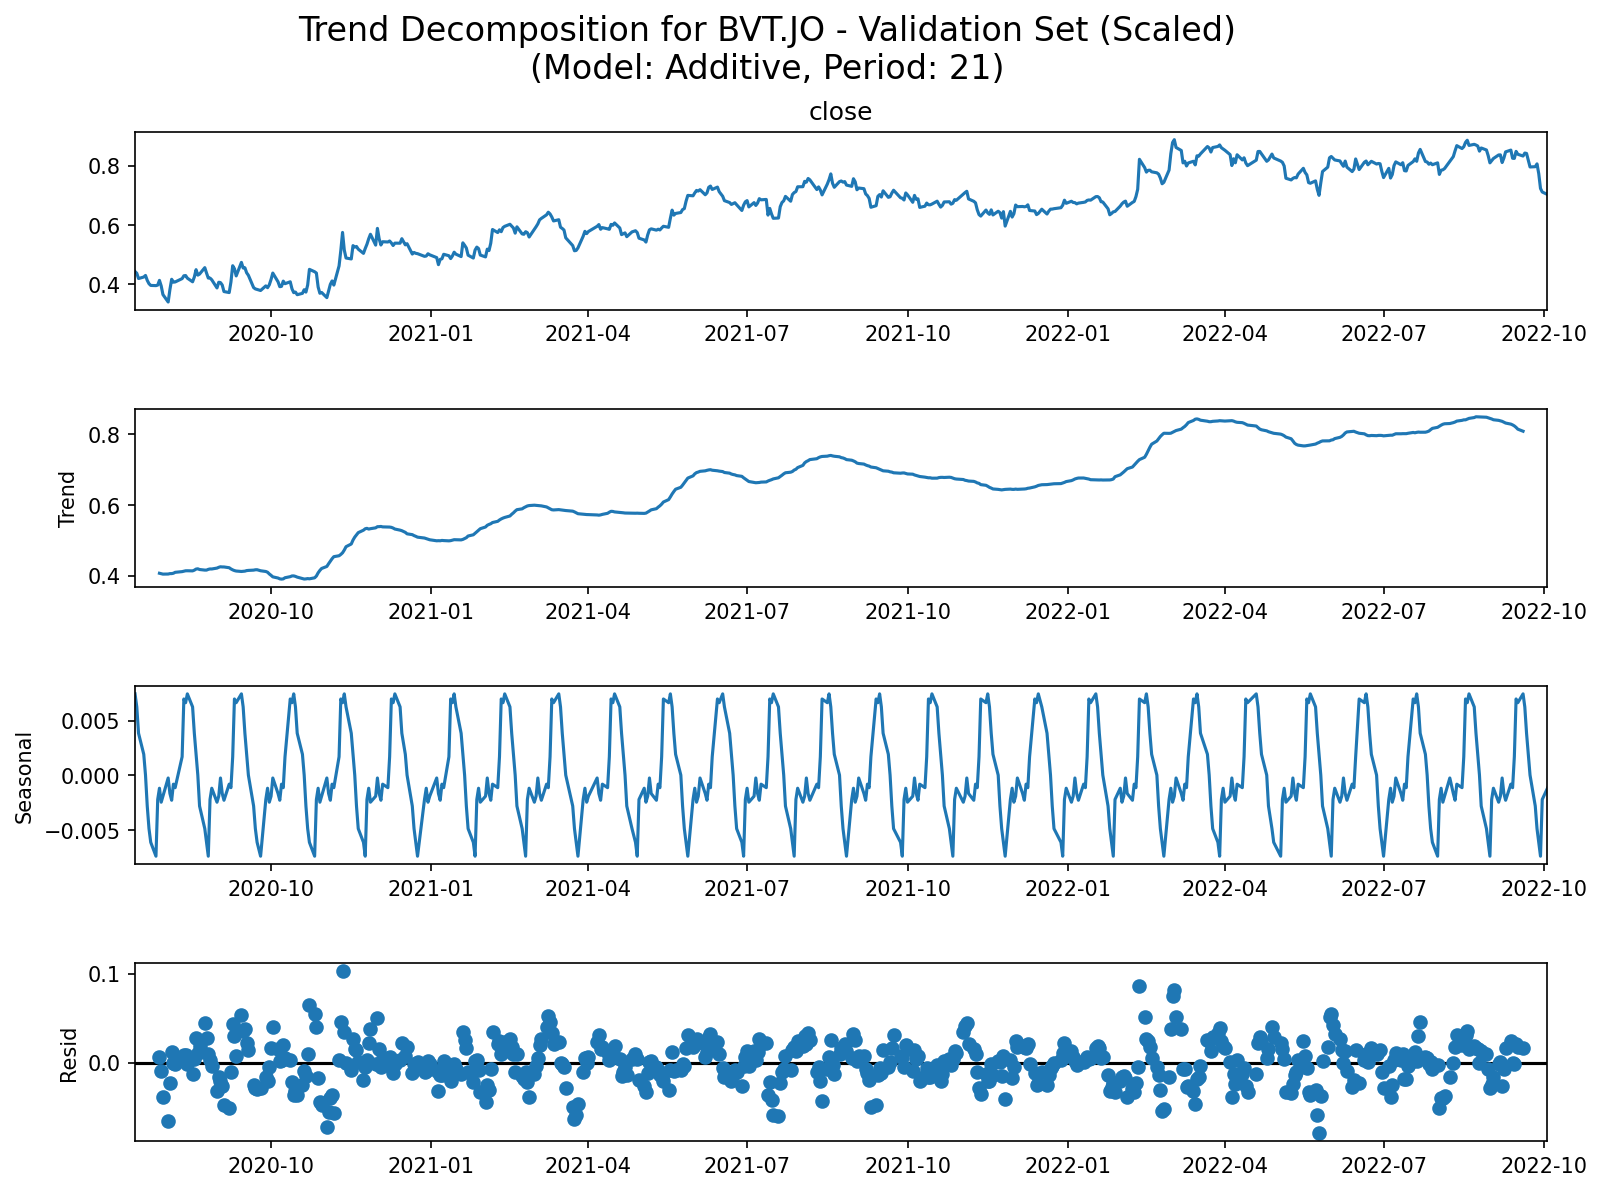 Trend Decomposition for BVT.JO - Validation Set (Scaled)
(Model: Additive, Period: 21)
close
0.8
0.6
0.4
2020-10 2021-01 2021-04 2021-07 2021-10 2022-01 2022-04 2022-07 2022-10
Trend
0.8
0.6
0.4
2020-10 2021-01 2021-04 2021-07 2021-10 2022-01 2022-04 2022-07 2022-10
Seasonal
0.005
0.000
−0.005
2020-10 2021-01 2021-04 2021-07 2021-10 2022-01 2022-04 2022-07 2022-10
Resid
0.1
0.0
2020-10 2021-01 2021-04 2021-07 2021-10 2022-01 2022-04 2022-07 2022-10